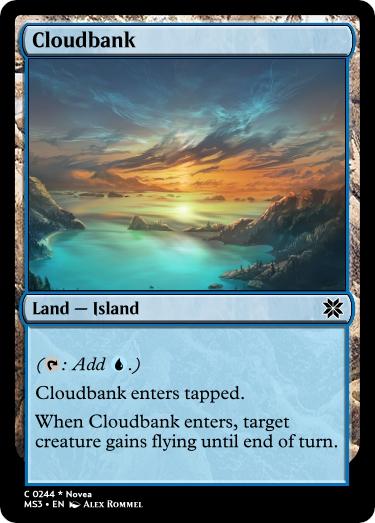 Cloudbank
Land — Island
(: Add .)
Cloudbank enters tapped.
When Cloudbank enters, target
creature gains flying until end of turn.
C 0244 * Novea
MS3 • EN Alex Rommel